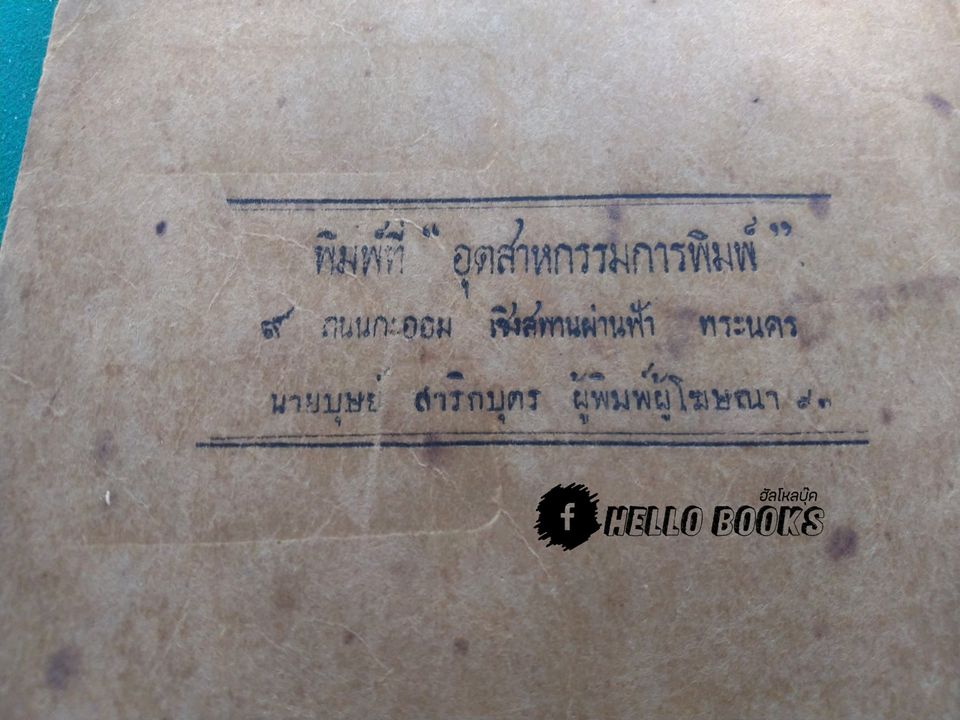 พิมพ์ที่ “ อุตสาหกรรมการพิมพ์ ”
๙ ถนนกะออม เชิงสพานผ่านฟ้า พระนคร
นายบุษย์ สาริกบุตร ผู้พิมพ์ผู้โฆษณา
ฮัลโหลบุ๊ค
f HELLO BOOKS